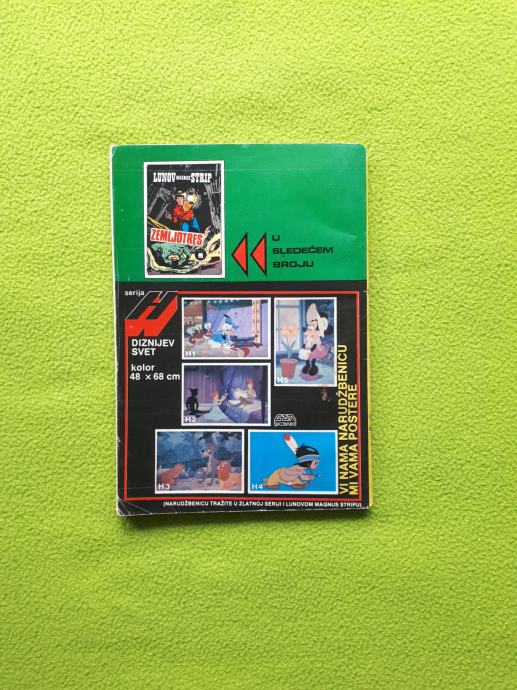 LUNOV MAGNUS STRIP
ZEMLJOTRES
U
SLEDEĆEM
BROJU
serija
H
DIZNIJEV
SVET
kolor
48 × 68 cm
H1
H5
H2
H3
H4
VI NAMA NARUDŽBENICU
MI VAMA POSTERE
(NARUDŽBENICU TRAŽITE U ZLATNOJ SERIJI I LUNOVOM MAGNUS STRIPU)